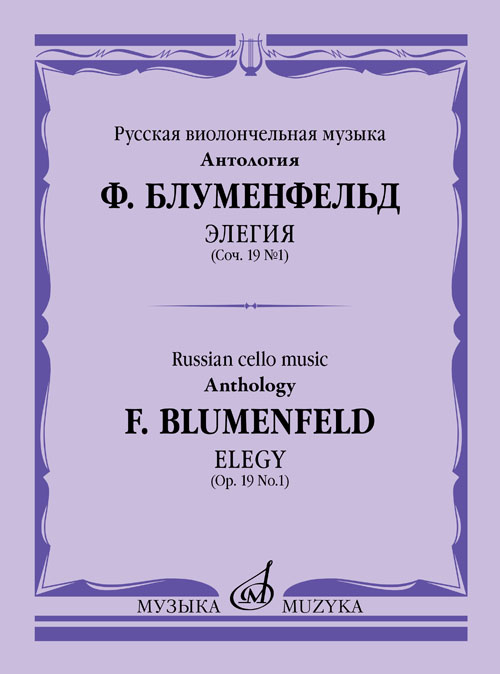 Русская виолончельная музыка
Антология
Ф. БЛУМЕНФЕЛЬД
ЭЛЕГИЯ
(Соч. 19 №1)
Russian cello music
Anthology
F. BLUMENFELD
ELEGY
(Op. 19 No.1)
МУЗЫКА М MUZYKA